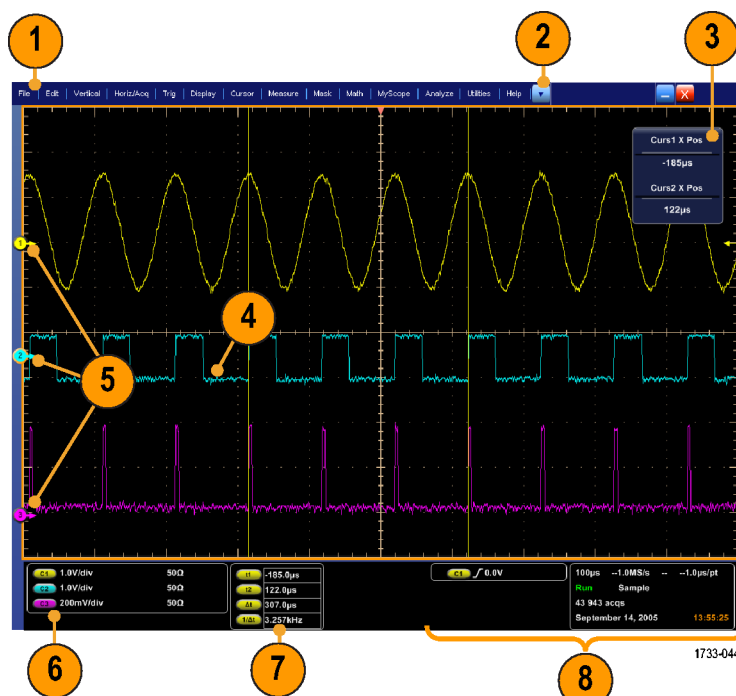 1
2
3
File Edit Vertical Horiz/Acq Trig Display Cursor Measure Mask Math MyScope Analyze Utilities Help
X
Curs1 X Pos
-185µs
Curs2 X Pos
122µs
1
4
2
5
3
C1 1.0V/div 50Ω
C2 1.0V/div 50Ω
C3 200mV/div 50Ω
t1 -185.0µs
t2 122.0µs
Δt 307.0µs
1/Δt 3.257kHz
C1 0.0V
100µs --1.0MS/s -- --1.0µs/pt
Run Sample
43 943 acqs
September 14, 2005 13:55:25
6
7
8
1733-044